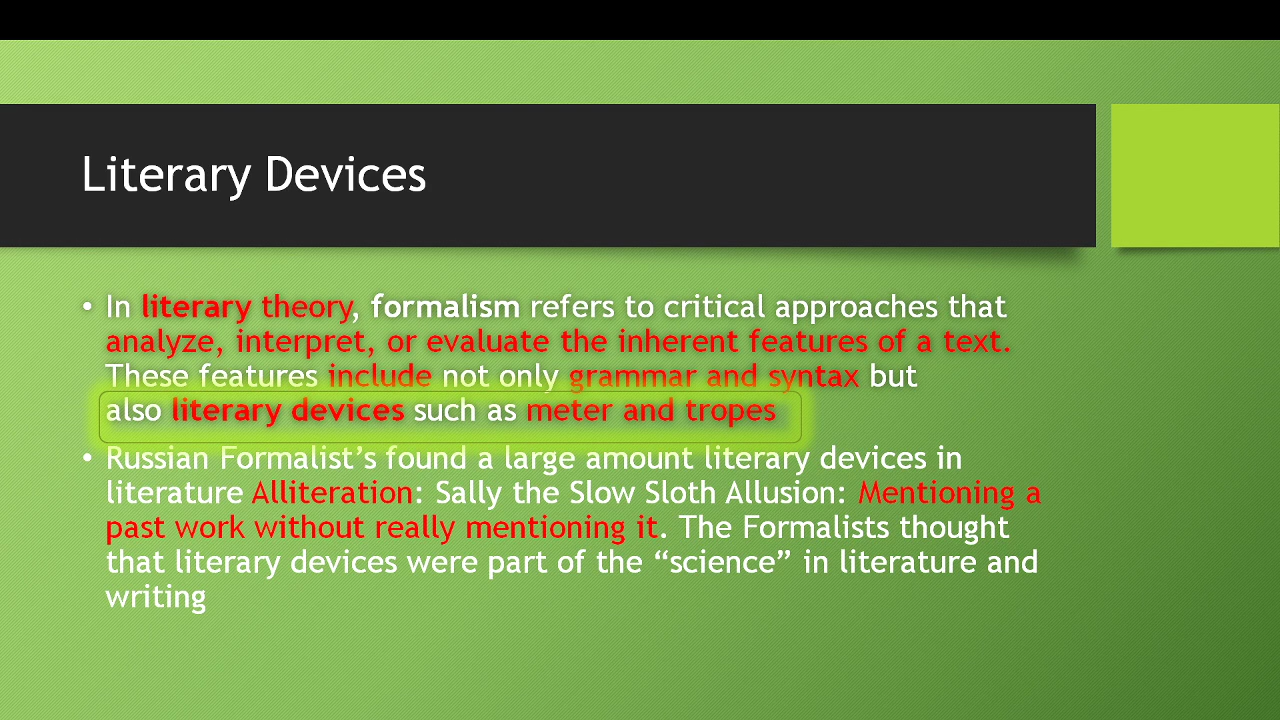 Literary Devices
• In literary theory, formalism refers to critical approaches that
analyze, interpret, or evaluate the inherent features of a text.
These features include not only grammar and syntax but
also literary devices such as meter and tropes
• Russian Formalist’s found a large amount literary devices in
literature Alliteration: Sally the Slow Sloth Allusion: Mentioning a
past work without really mentioning it. The Formalists thought
that literary devices were part of the “science” in literature and
writing